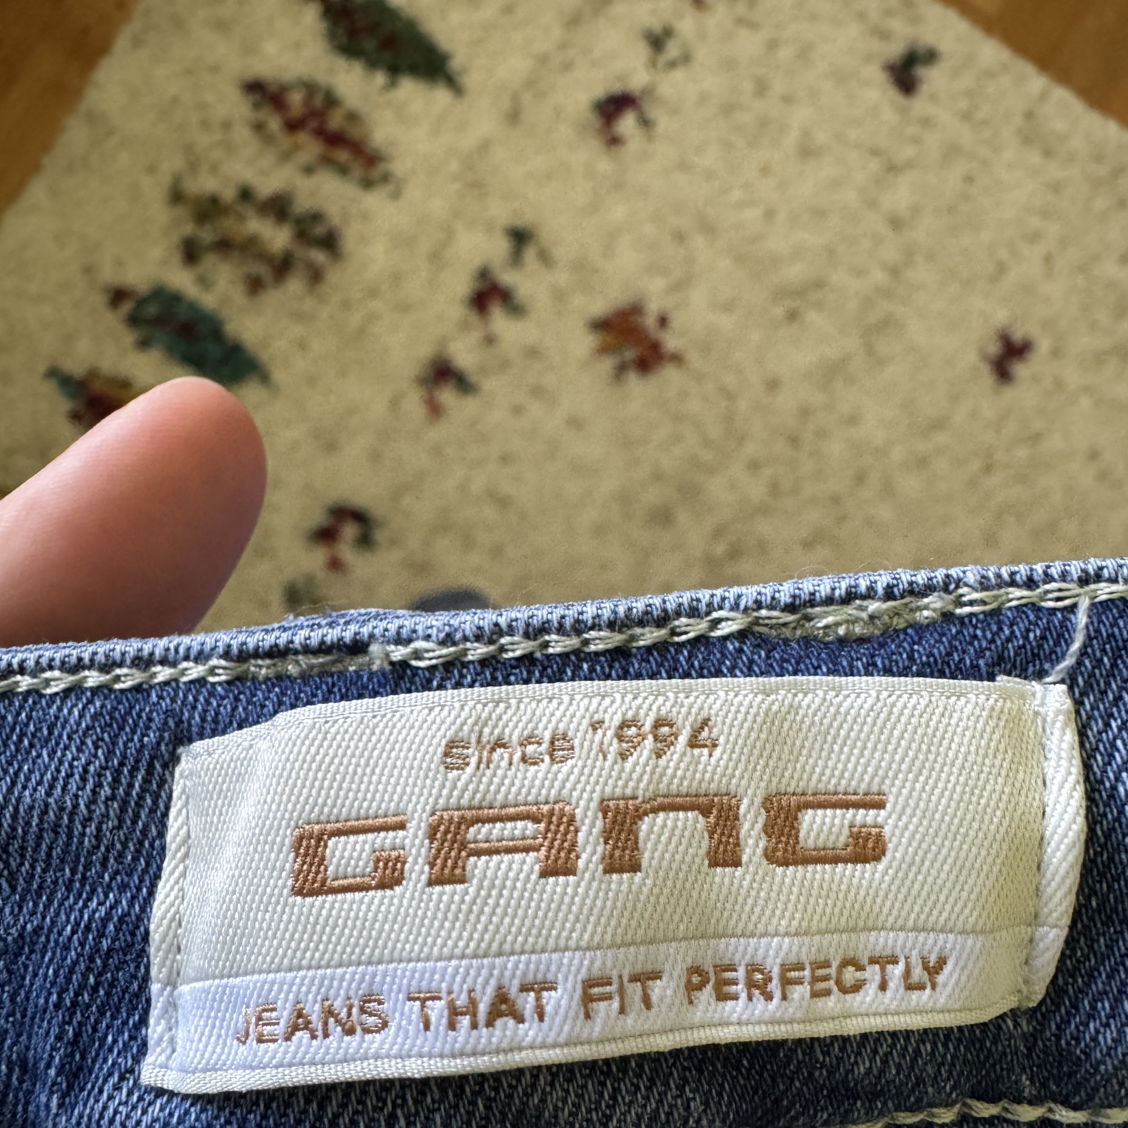 since 1994
GANG
JEANS THAT FIT PERFECTLY